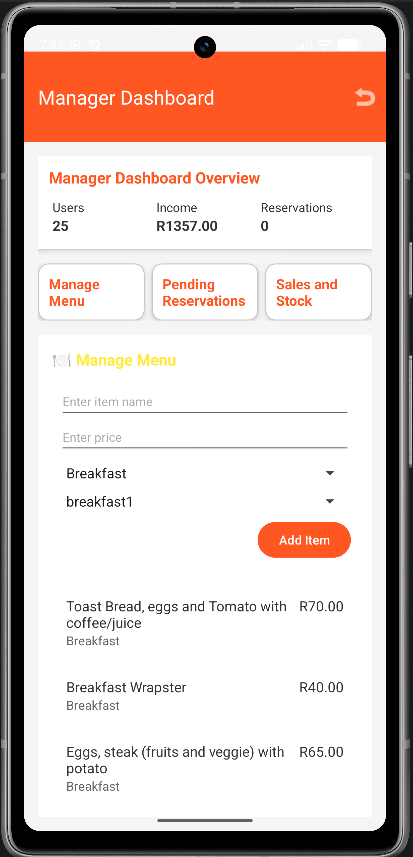 7:33
Manager Dashboard
Manager Dashboard Overview
Users
Income
Reservations
25
R1357.00
0
Manage
Menu
Pending
Reservations
Sales and
Stock
🍽 Manage Menu
Enter item name
Enter price
Breakfast
breakfast1
Add Item
Toast Bread, eggs and Tomato with
coffee/juice
R70.00
Breakfast
Breakfast Wrapster
R40.00
Breakfast
Eggs, steak (fruits and veggie) with
potato
R65.00
Breakfast